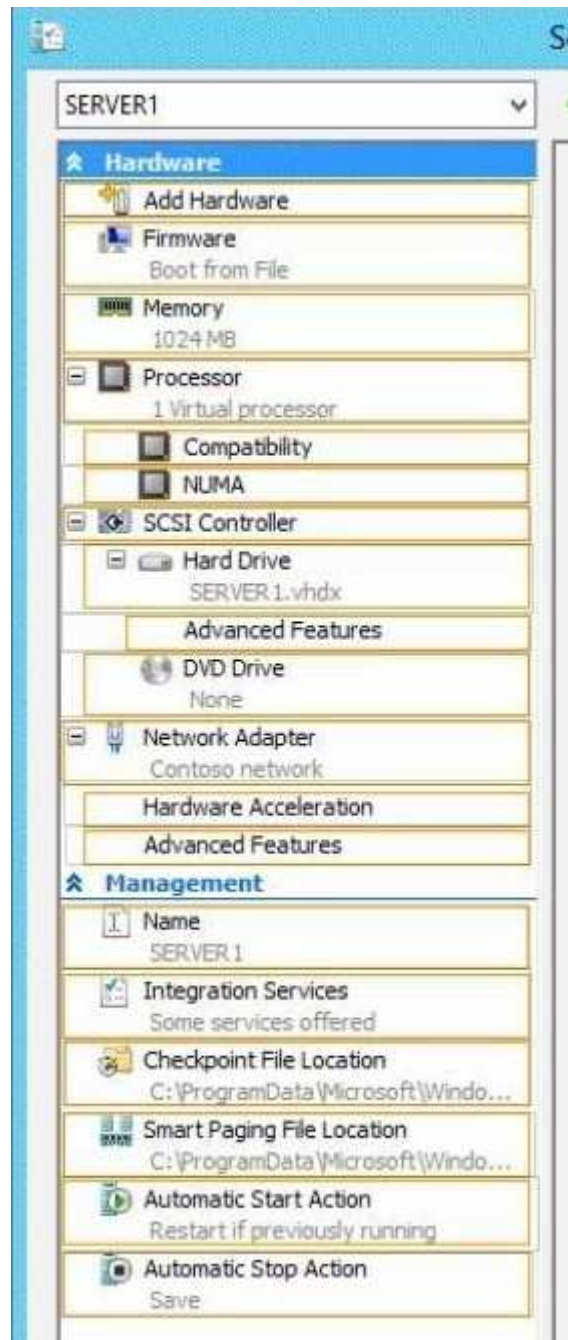 SERVER1
Hardware
Add Hardware
Firmware
Boot from File
Memory
1024 MB
Processor
1 Virtual processor
Compatibility
NUMA
SCSI Controller
Hard Drive
SERVER1.vhdx
Advanced Features
DVD Drive
None
Network Adapter
Contoso network
Hardware Acceleration
Advanced Features
Management
Name
SERVER1
Integration Services
Some services offered
Checkpoint File Location
C:\ProgramData\Microsoft\Windo...
Smart Paging File Location
C:\ProgramData\Microsoft\Windo...
Automatic Start Action
Restart if previously running
Automatic Stop Action
Save